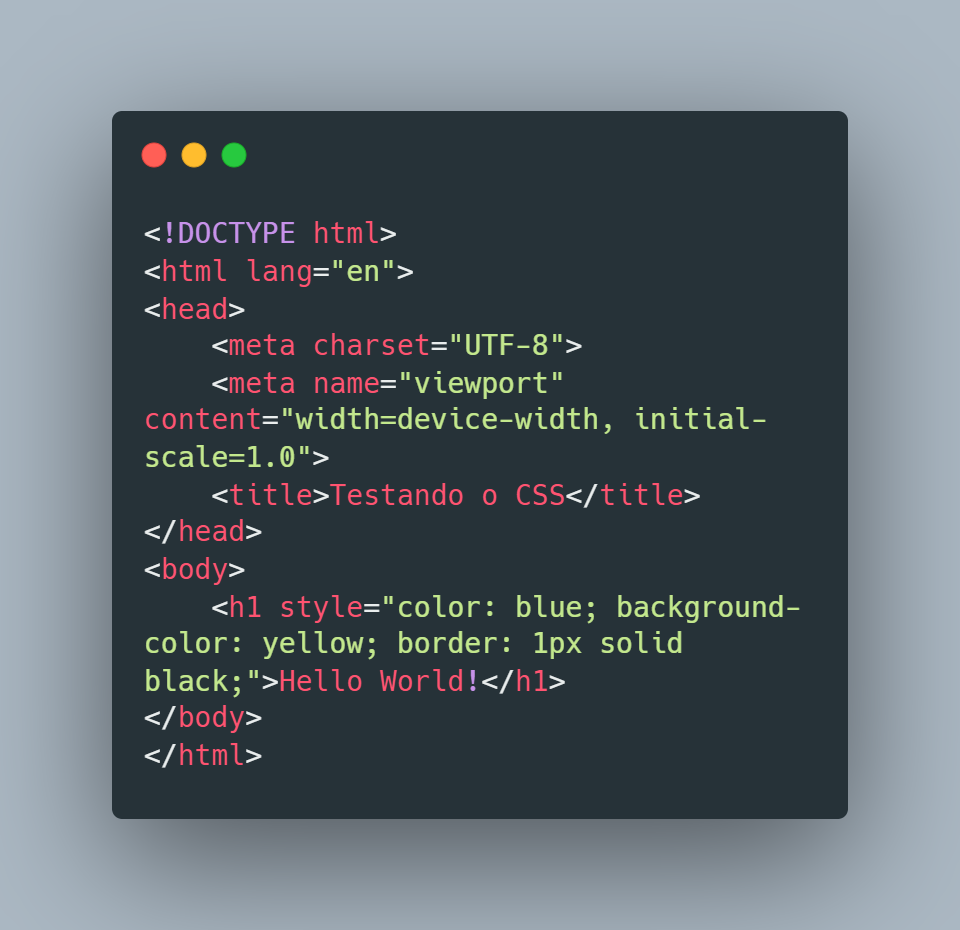 <!DOCTYPE html>
<html lang="en">
<head>
    <meta charset="UTF-8">
    <meta name="viewport"
content="width=device-width, initial-
scale=1.0">
    <title>Testando o CSS</title>
</head>
<body>
    <h1 style="color: blue; background-
color: yellow; border: 1px solid
black;">Hello World!</h1>
</body>
</html>